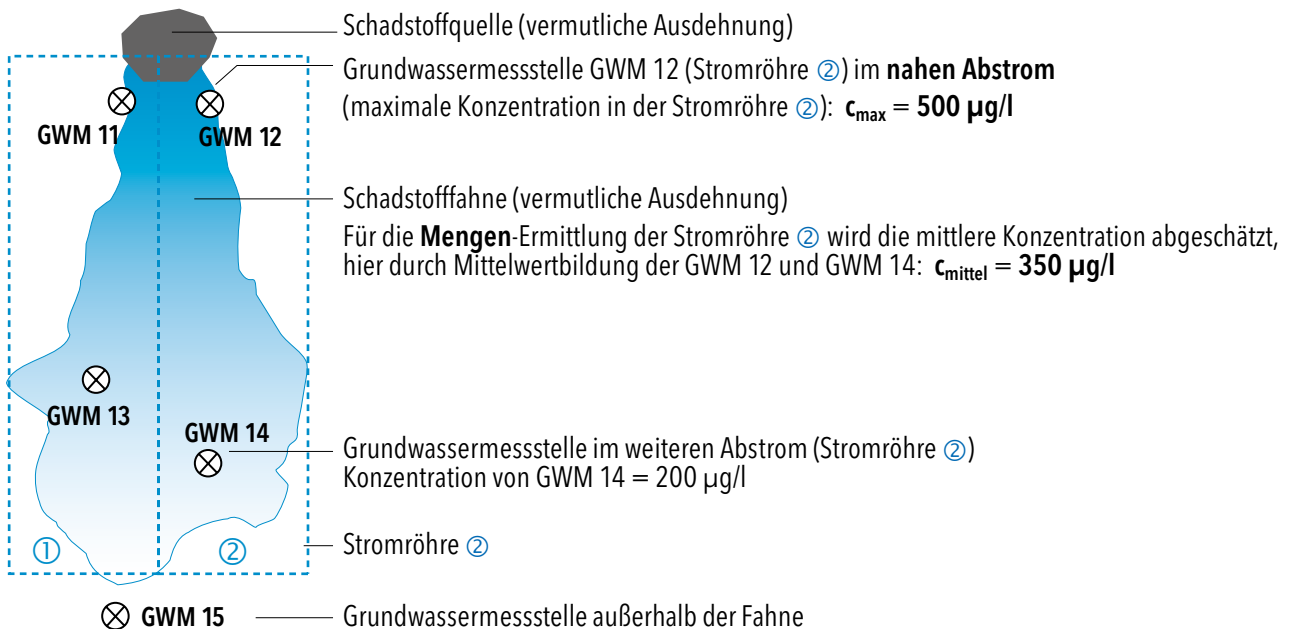 Schadstoffquelle (vermutliche Ausdehnung)
Grundwassermessstelle GWM 12 (Stromröhre ②) im nahen Abstrom
(maximale Konzentration in der Stromröhre ②): cmax = 500 µg/l
GWM 11
GWM 12
Schadstofffahne (vermutliche Ausdehnung)
Für die Mengen-Ermittlung der Stromröhre ② wird die mittlere Konzentration abgeschätzt,
hier durch Mittelwertbildung der GWM 12 und GWM 14: cmittel = 350 µg/l
GWM 13
GWM 14
Grundwassermessstelle im weiteren Abstrom (Stromröhre ②)
Konzentration von GWM 14 = 200 µg/l
①
②
Stromröhre ②
GWM 15
Grundwassermessstelle außerhalb der Fahne